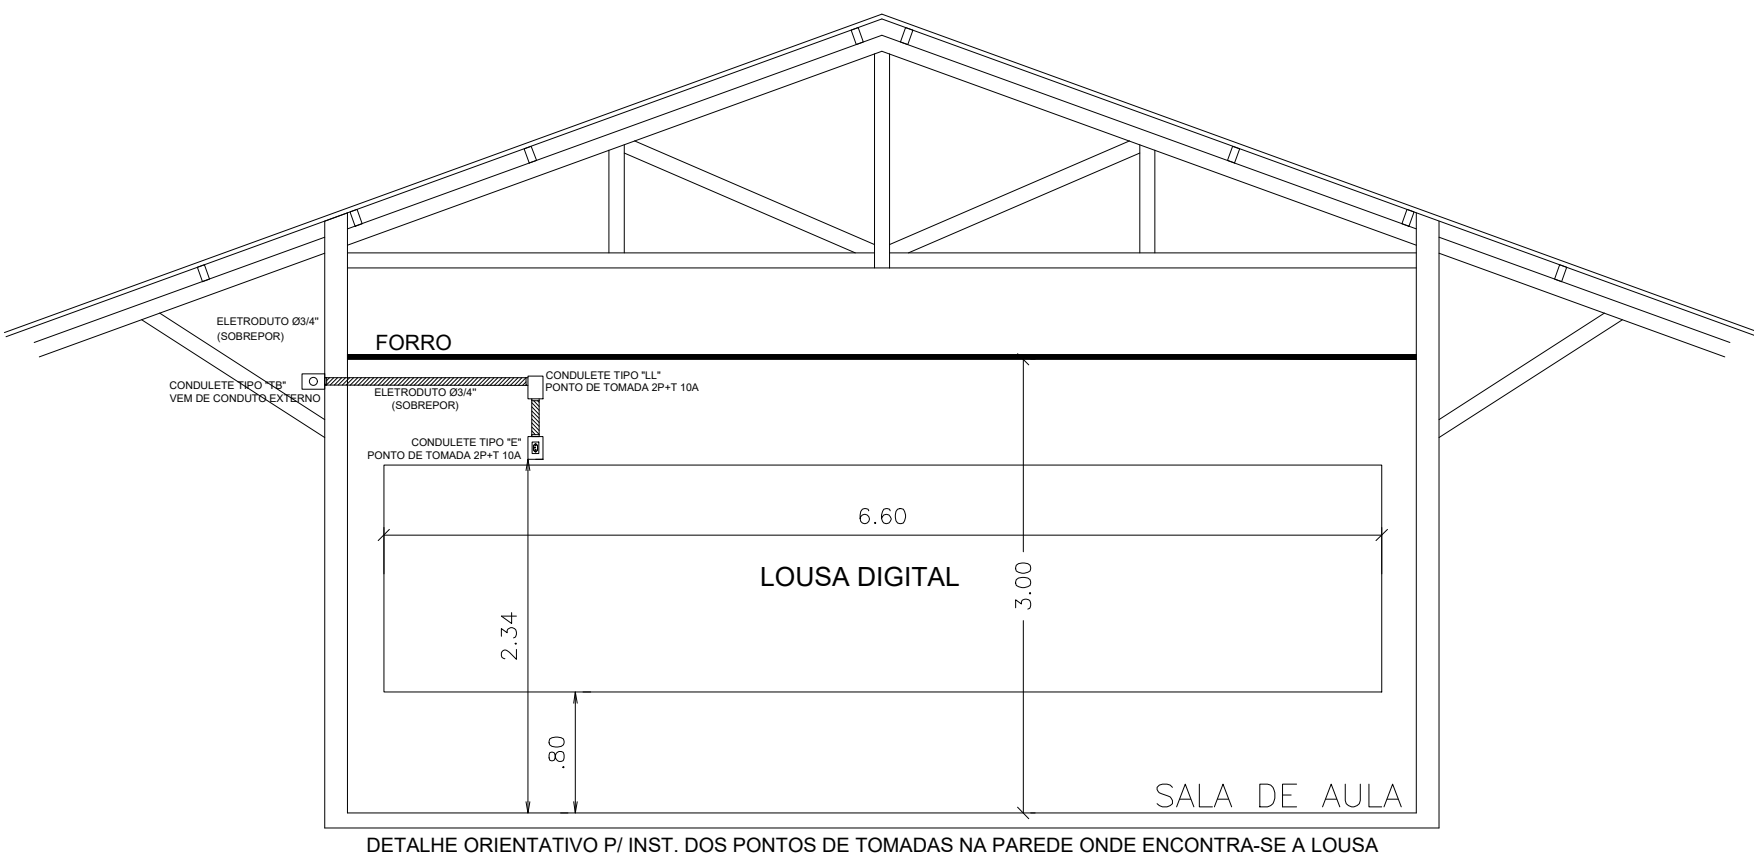 ELETRODUTO Ø3/4"
(SOBREPOR)
FORRO
CONDULETE TIPO "TB"
VEM DE CONDUTO EXTERNO
ELETRODUTO Ø3/4"
(SOBREPOR)
CONDULETE TIPO "LL"
PONTO DE TOMADA 2P+T 10A
CONDULETE TIPO "E"
PONTO DE TOMADA 2P+T 10A
6.60
LOUSA DIGITAL
3.00
2.34
.80
SALA DE AULA
DETALHE ORIENTATIVO P/ INST. DOS PONTOS DE TOMADAS NA PAREDE ONDE ENCONTRA-SE A LOUSA